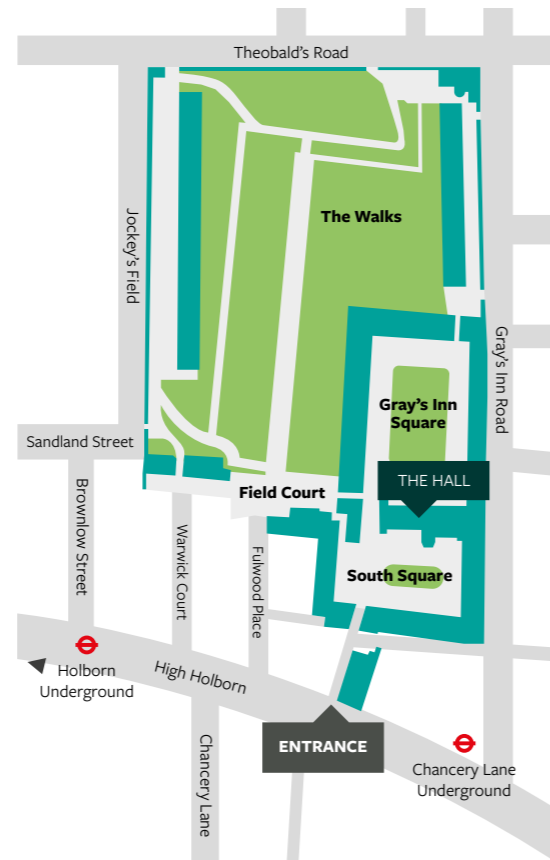 Theobald's Road
The Walks
Jockey's Field
Gray's Inn Road
Gray's Inn
Square
Sandland Street
THE HALL
Field Court
Brownlow Street
Warwick Court
Fulwood Place
South Square
Holborn
Underground
High Holborn
ENTRANCE
Chancery Lane
Chancery Lane
Underground